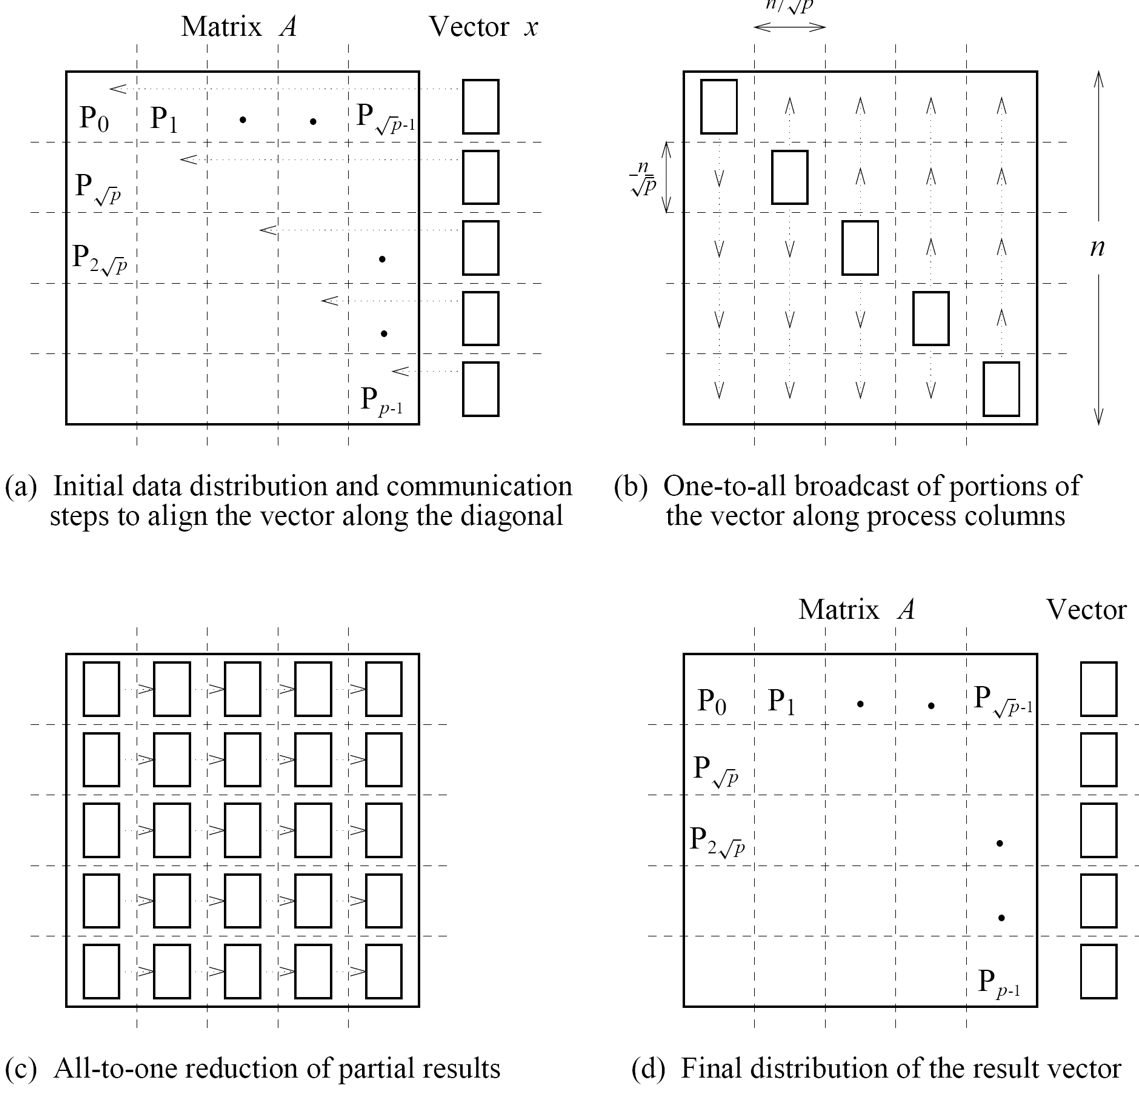 n/√p
Matrix A Vector x
P0 P1 P√p-1
P√p
n
√p
P2√p
n
Pp-1
(a) Initial data distribution and communication
steps to align the vector along the diagonal
(b) One-to-all broadcast of portions of
the vector along process columns
Matrix A Vector
P0 P1 P√p-1
P√p
P2√p
Pp-1
(c) All-to-one reduction of partial results
(d) Final distribution of the result vector